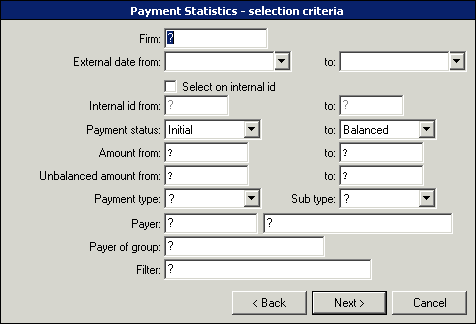 Payment Statistics - selection criteria
Firm: ?
External date from: to:
Select on internal id
Internal id from: ? to: ?
Payment status: Initial to: Balanced
Amount from: ? to: ?
Unbalanced amount from: ? to: ?
Payment type: ? Sub type: ?
Payer: ? ?
Payer of group: ?
Filter: ?
< Back Next > Cancel